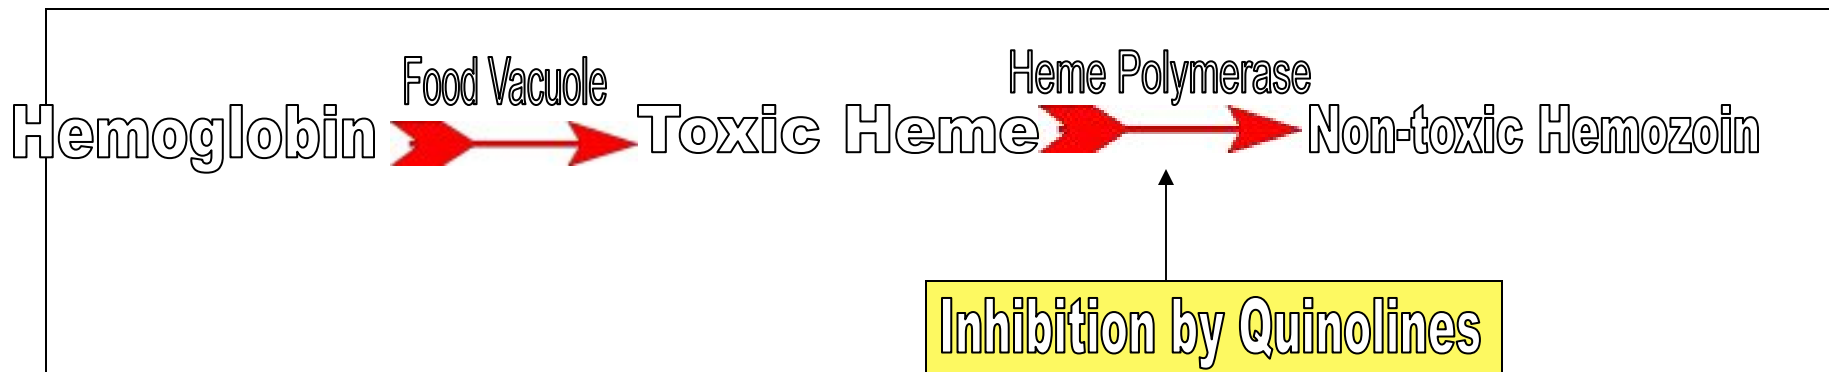 Food Vacuole
Heme Polymerase
Hemoglobin
Toxic Heme
Non-toxic Hemozoin
Inhibition by Quinolines